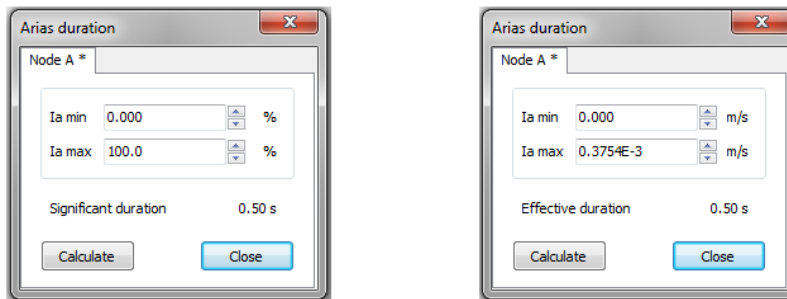 Arias duration
Node A *
Ia min 0.000 %
Ia max 100.0 %
Significant duration 0.50 s
Calculate Close
Arias duration
Node A *
Ia min 0.000 m/s
Ia max 0.3754E-3 m/s
Effective duration 0.50 s
Calculate Close